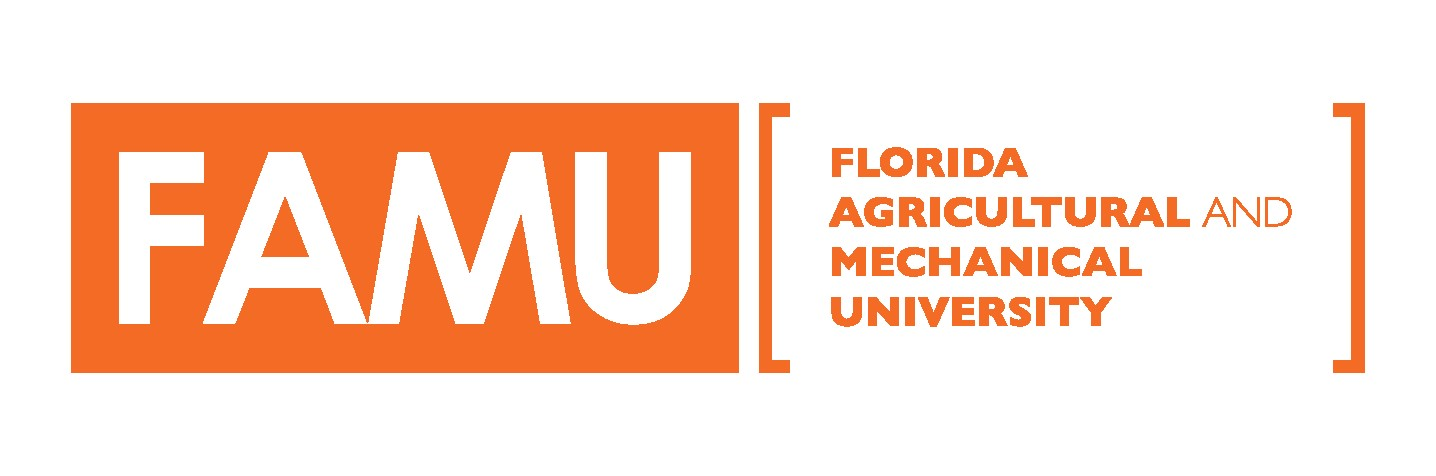 FAMU
FLORIDA
AGRICULTURAL AND
MECHANICAL
UNIVERSITY